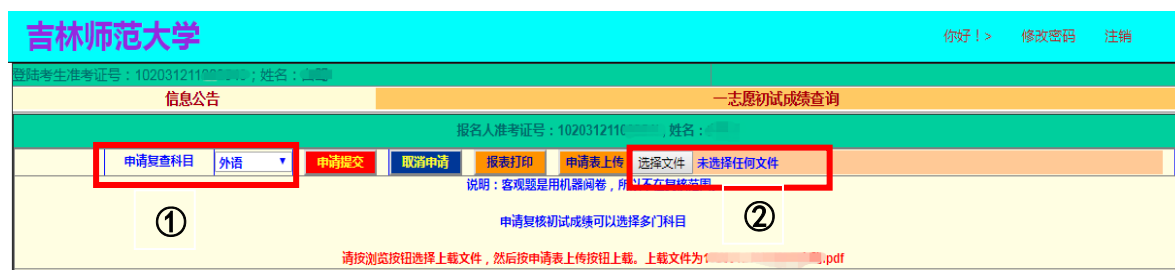 吉林师范大学
你好！> 修改密码 注销
登陆考生准考证号：102031211 ；姓名：
信息公告 一志愿初试成绩查询
报名人准考证号：1020312110 , 姓名：
申请复查科目 外语 申请提交 取消申请 报表打印 申请表上传 选择文件 未选择任何文件
说明：客观题是用机器阅卷，所以不在复核范围
① ②
申请复核初试成绩可以选择多门科目
请按浏览按钮选择上载文件，然后按申请表上传按钮上载。上载文件为1 .pdf